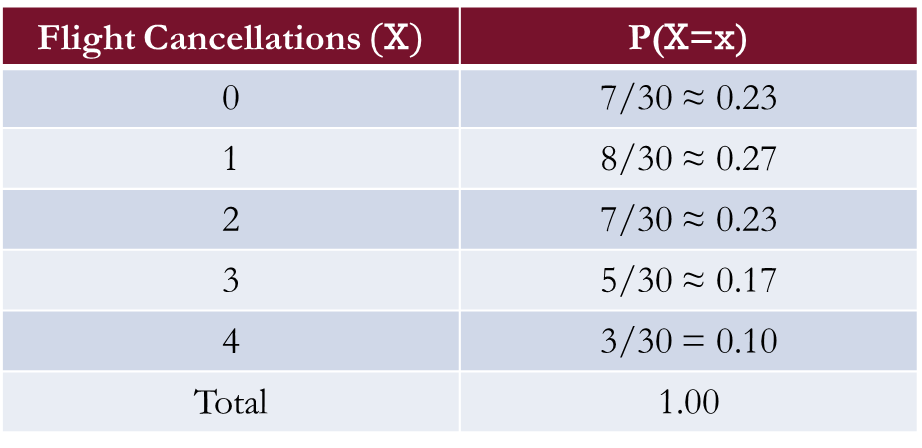 Flight Cancellations (X) P(X=x)
0 7/30 ≈ 0.23
1 8/30 ≈ 0.27
2 7/30 ≈ 0.23
3 5/30 ≈ 0.17
4 3/30 = 0.10
Total 1.00